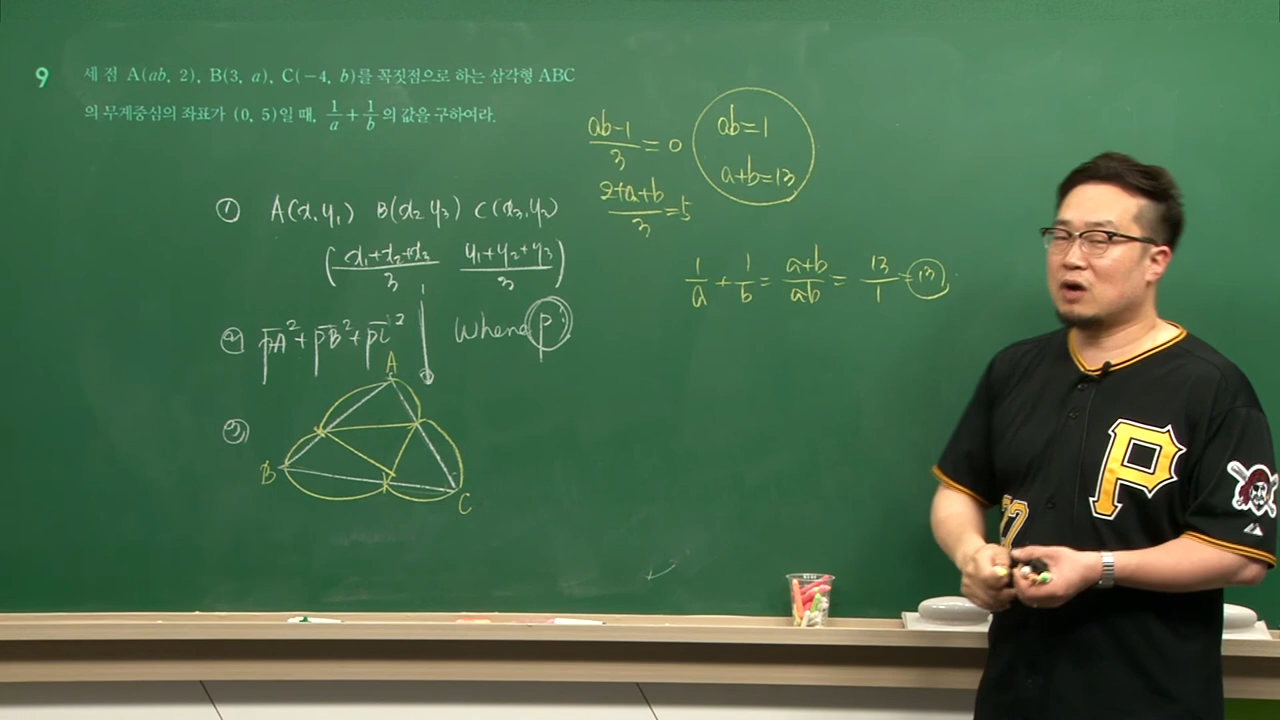 9
세 점 A(ab, 2), B(3, a), C(-4, b)를 꼭짓점으로 하는 삼각형 ABC
의 무게중심의 좌표가 (0, 5)일 때, 1/a + 1/b 의 값을 구하여라.
① A(x, y₁) B(x₂ y₃) C(x₃, y₂)
( (x₁+x₂+x₃)/3 (y₁+y₂+y₃)/3 )
② PA² + PB² + PC² When P
③
A
B
C
(ab-1)/3 = 0
(2+a+b)/3 = 5
ab=1
a+b=13
1/a + 1/b = (a+b)/ab = 13/1 = 13
P